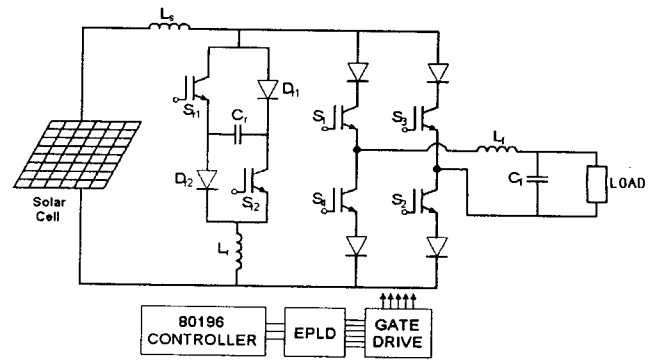 Ls
Sr1
Dr1
Cr
Dr2
Sr2
Lr
Solar
Cell
S1
S3
S4
S2
Lf
Cf
LOAD
80196
CONTROLLER
EPLD
GATE
DRIVE